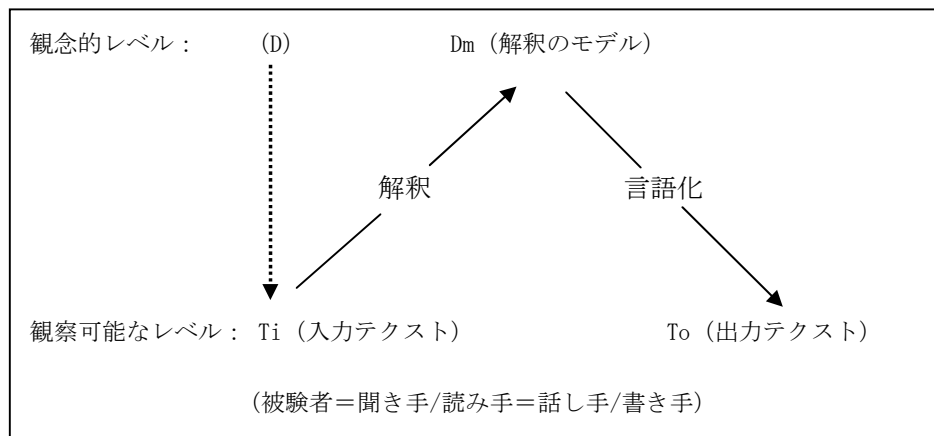 観念的レベル： (D) Dm（解釈のモデル）
解釈 言語化
観察可能なレベル：Ti（入力テクスト） To（出力テクスト）
（被験者＝聞き手/読み手＝話し手/書き手）